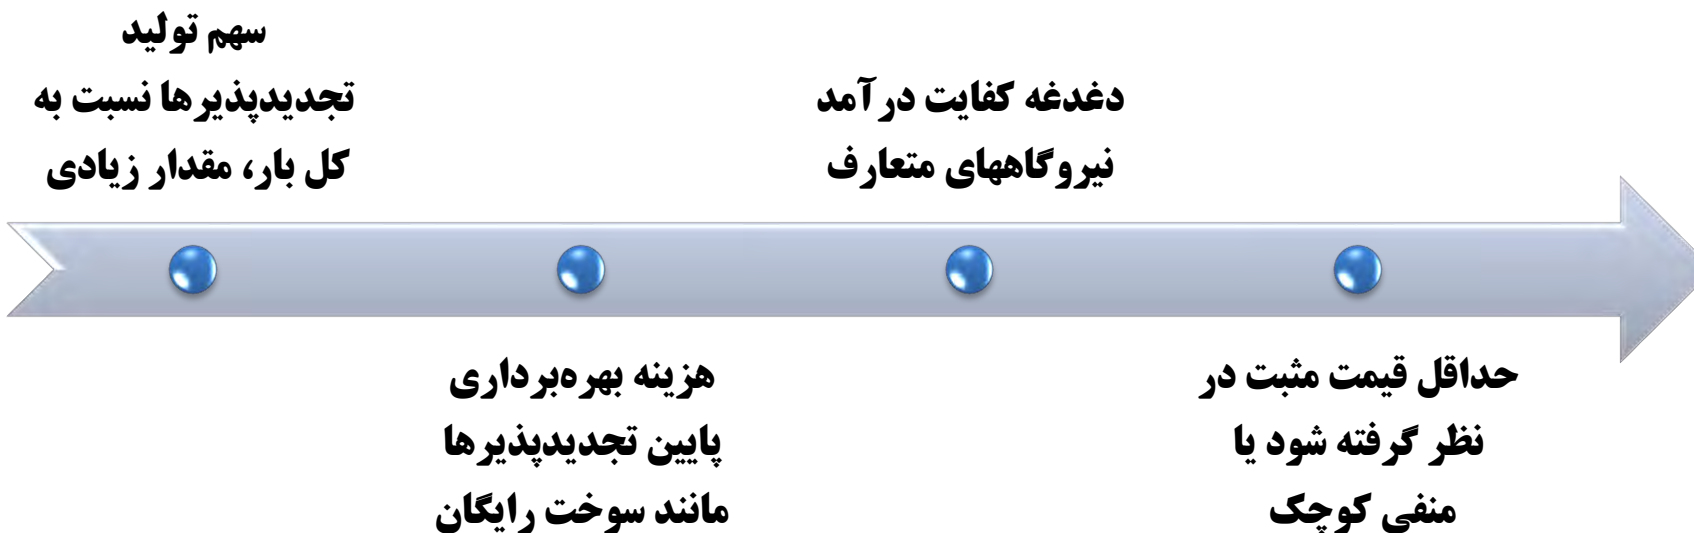 سهم تولید
تجدیدپذیرها نسبت به
کل بار، مقدار زیادی
هزینه بهره‌برداری
پایین تجدیدپذیرها
مانند سوخت رایگان
دغدغه کفایت درآمد
نیروگاههای متعارف
حداقل قیمت مثبت در
نظر گرفته شود یا
منفی کوچک